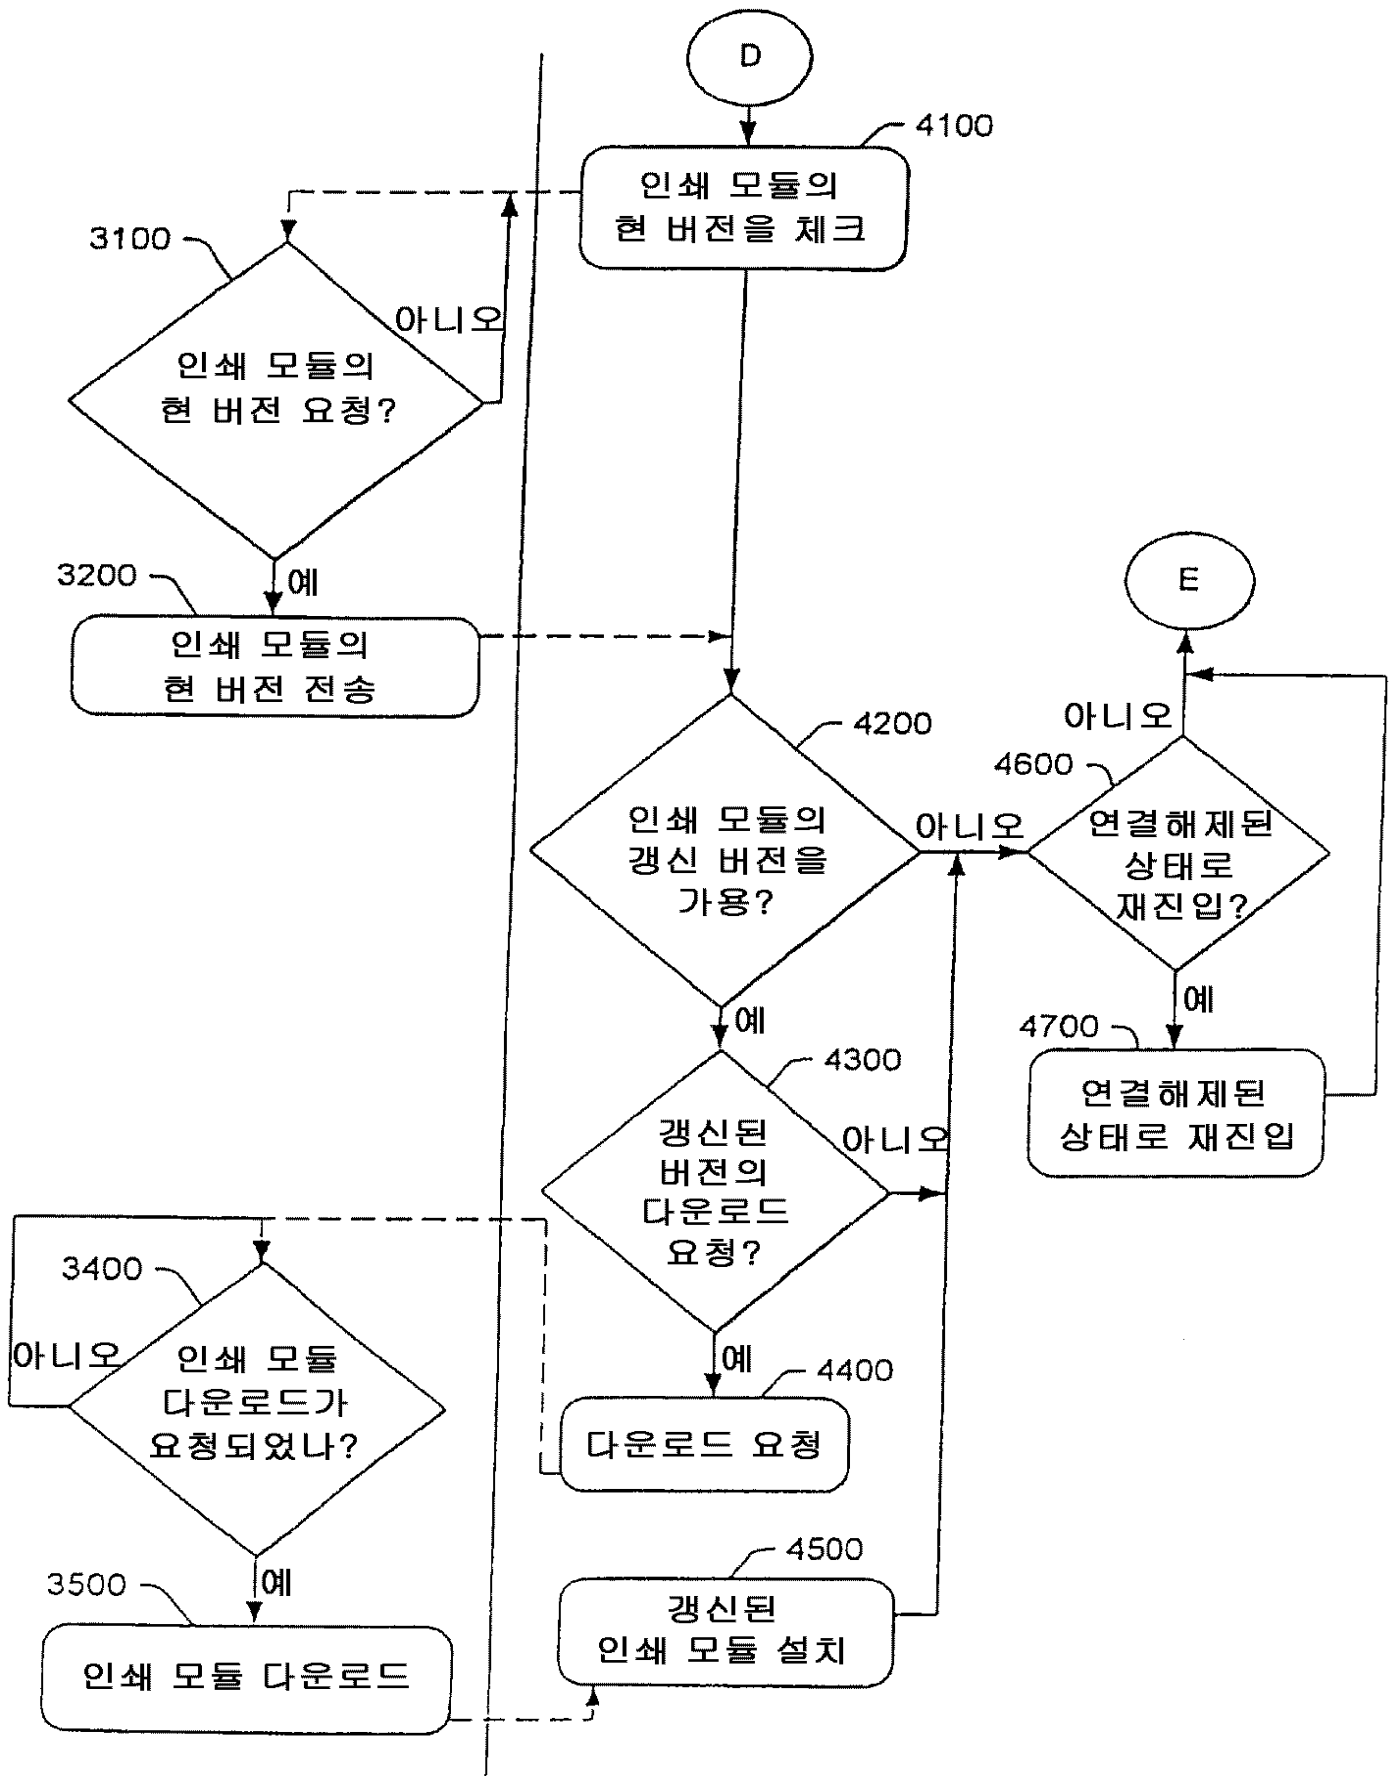 D
4100
인쇄 모듈의
현 버전을 체크
3100
아니오
인쇄 모듈의
현 버전 요청?
예
3200
인쇄 모듈의
현 버전 전송
E
4200
아니오
4600
인쇄 모듈의
갱신 버전을
가용?
아니오
연결해제된
상태로
재진입?
예
예
4700
연결해제된
상태로 재진입
4300
갱신된
버전의
다운로드
요청?
아니오
3400
아니오
인쇄 모듈
다운로드가
요청되었나?
예
4400
다운로드 요청
예
3500
인쇄 모듈 다운로드
4500
갱신된
인쇄 모듈 설치